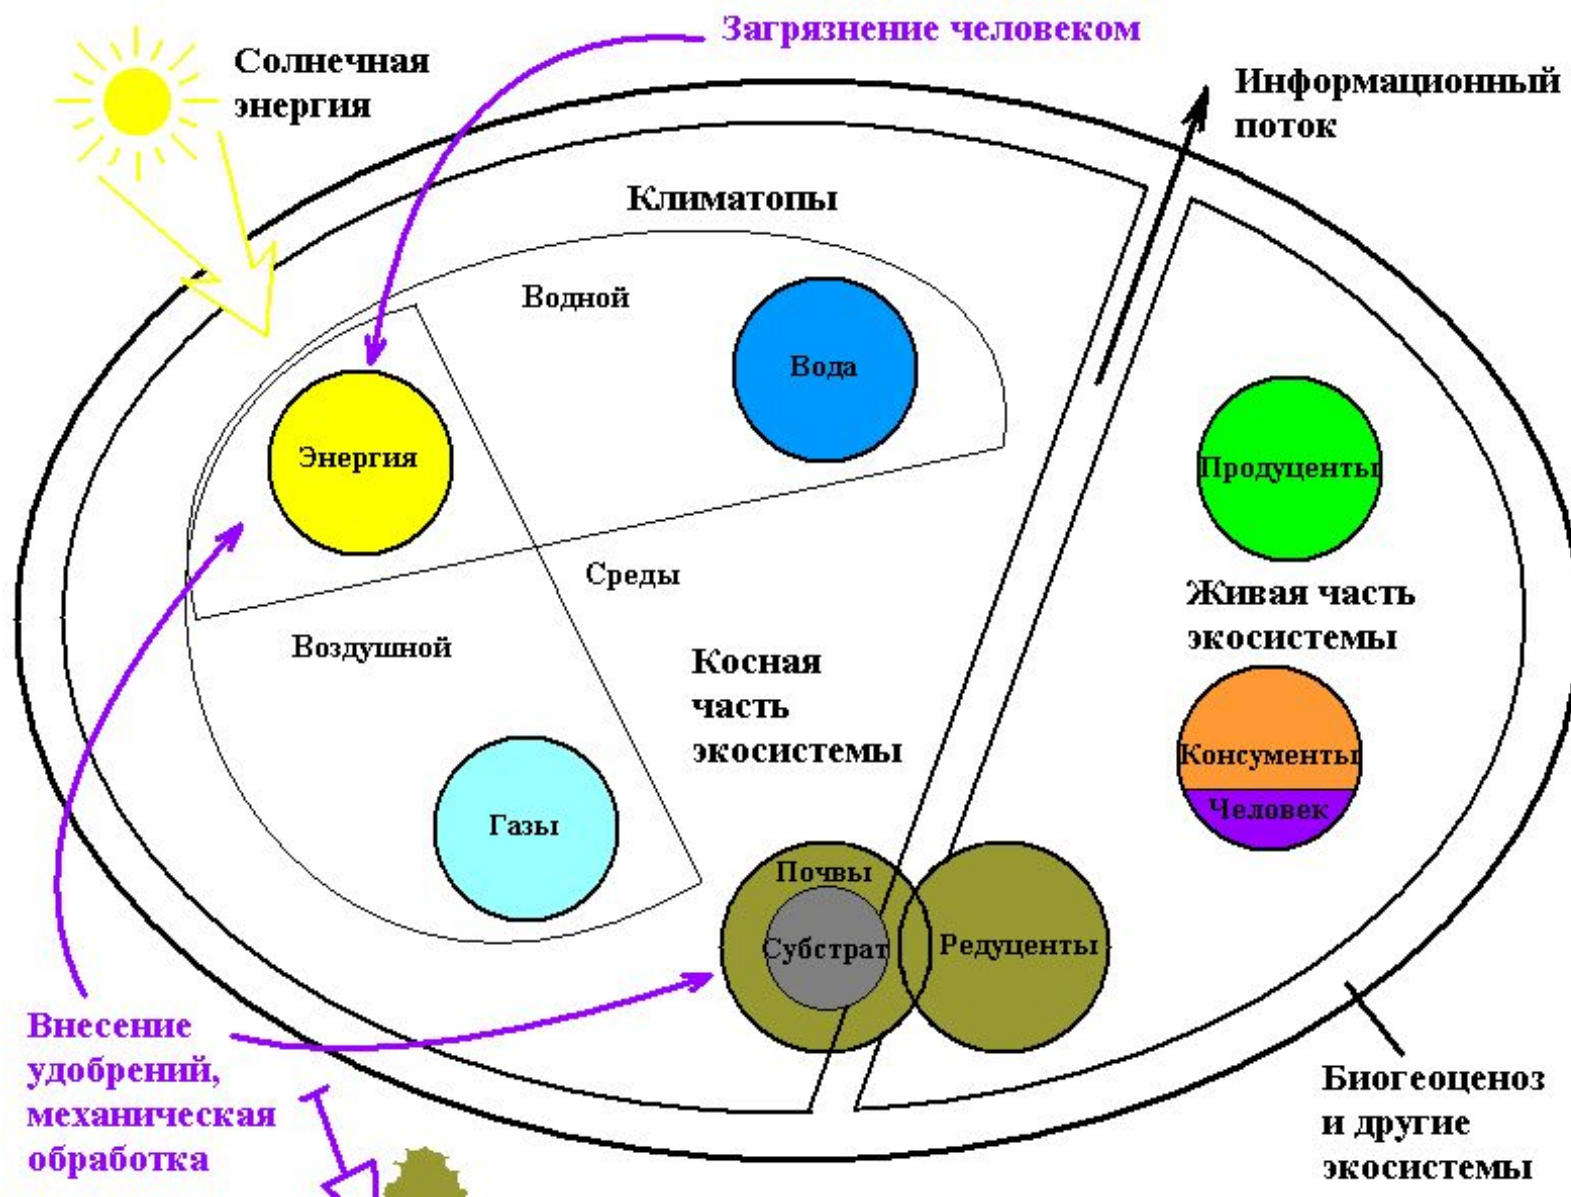 Загрязнение человеком
Солнечная
энергия
Информационный
поток
Климатопы
Водной
Вода
Энергия
Продуценты
Среды
Живая часть
экосистемы
Воздушной
Косная
часть
экосистемы
Консументы
Человек
Газы
Почвы
Субстрат
Редуценты
Внесение
удобрений,
механическая
обработка
Биогеоценоз
и другие
экосистемы